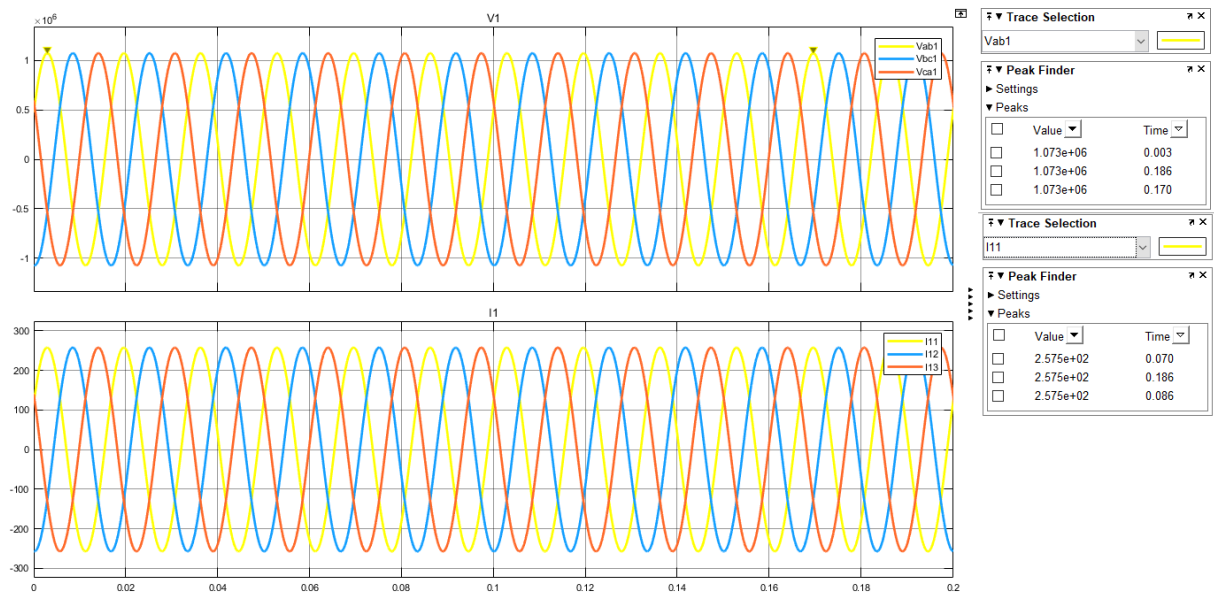 V1
×10⁶
1
0.5
0
-0.5
-1
Vab1
Vbc1
Vca1
I1
300
200
100
0
-100
-200
-300
I11
I12
I13
0 0.02 0.04 0.06 0.08 0.1 0.12 0.14 0.16 0.18 0.2
Trace Selection
Vab1
Peak Finder
Settings
Peaks
Value Time
1.073e+06 0.003
1.073e+06 0.186
1.073e+06 0.170
Trace Selection
I11
Peak Finder
Settings
Peaks
Value Time
2.575e+02 0.070
2.575e+02 0.186
2.575e+02 0.086